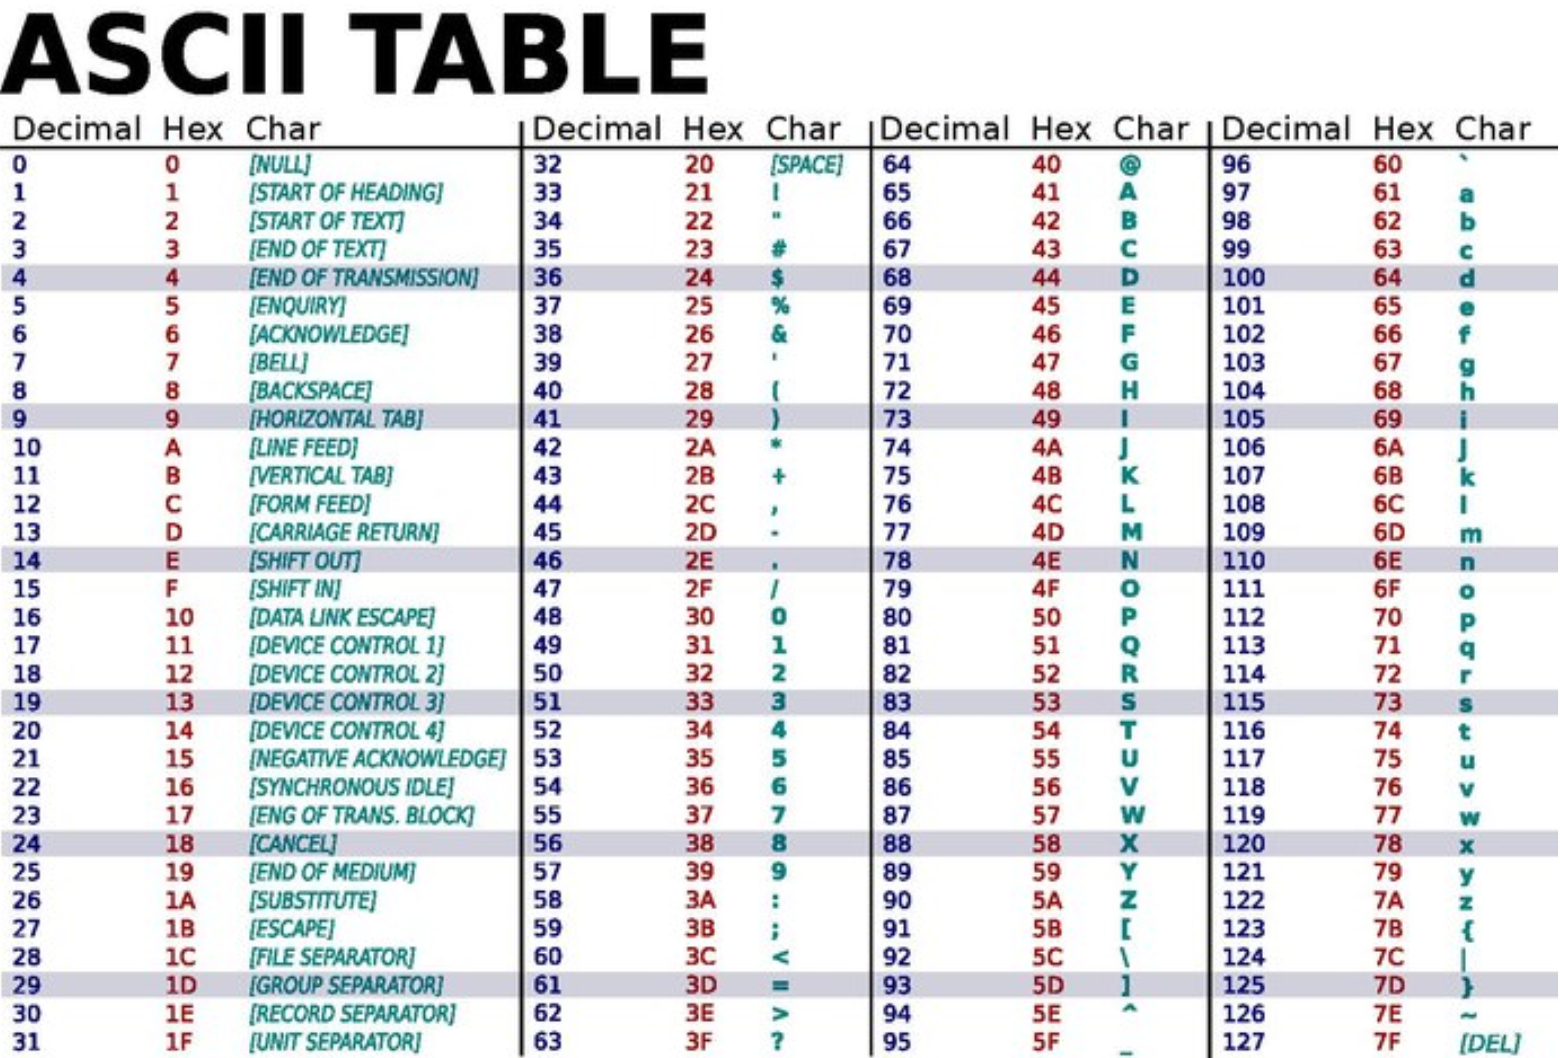 ASCII TABLE
Decimal Hex Char Decimal Hex Char Decimal Hex Char Decimal Hex Char
0 0 [NULL] 32 20 [SPACE] 64 40 @ 96 60 `
1 1 [START OF HEADING] 33 21 ! 65 41 A 97 61 a
2 2 [START OF TEXT] 34 22 " 66 42 B 98 62 b
3 3 [END OF TEXT] 35 23 # 67 43 C 99 63 c
4 4 [END OF TRANSMISSION] 36 24 $ 68 44 D 100 64 d
5 5 [ENQUIRY] 37 25 % 69 45 E 101 65 e
6 6 [ACKNOWLEDGE] 38 26 & 70 46 F 102 66 f
7 7 [BELL] 39 27 ' 71 47 G 103 67 g
8 8 [BACKSPACE] 40 28 ( 72 48 H 104 68 h
9 9 [HORIZONTAL TAB] 41 29 ) 73 49 I 105 69 i
10 A [LINE FEED] 42 2A * 74 4A J 106 6A j
11 B [VERTICAL TAB] 43 2B + 75 4B K 107 6B k
12 C [FORM FEED] 44 2C , 76 4C L 108 6C l
13 D [CARRIAGE RETURN] 45 2D - 77 4D M 109 6D m
14 E [SHIFT OUT] 46 2E . 78 4E N 110 6E n
15 F [SHIFT IN] 47 2F / 79 4F O 111 6F o
16 10 [DATA LINK ESCAPE] 48 30 0 80 50 P 112 70 p
17 11 [DEVICE CONTROL 1] 49 31 1 81 51 Q 113 71 q
18 12 [DEVICE CONTROL 2] 50 32 2 82 52 R 114 72 r
19 13 [DEVICE CONTROL 3] 51 33 3 83 53 S 115 73 s
20 14 [DEVICE CONTROL 4] 52 34 4 84 54 T 116 74 t
21 15 [NEGATIVE ACKNOWLEDGE] 53 35 5 85 55 U 117 75 u
22 16 [SYNCHRONOUS IDLE] 54 36 6 86 56 V 118 76 v
23 17 [ENG OF TRANS. BLOCK] 55 37 7 87 57 W 119 77 w
24 18 [CANCEL] 56 38 8 88 58 X 120 78 x
25 19 [END OF MEDIUM] 57 39 9 89 59 Y 121 79 y
26 1A [SUBSTITUTE] 58 3A : 90 5A Z 122 7A z
27 1B [ESCAPE] 59 3B ; 91 5B [ 123 7B {
28 1C [FILE SEPARATOR] 60 3C < 92 5C \ 124 7C |
29 1D [GROUP SEPARATOR] 61 3D = 93 5D ] 125 7D }
30 1E [RECORD SEPARATOR] 62 3E > 94 5E ^ 126 7E ~
31 1F [UNIT SEPARATOR] 63 3F ? 95 5F _ 127 7F [DEL]